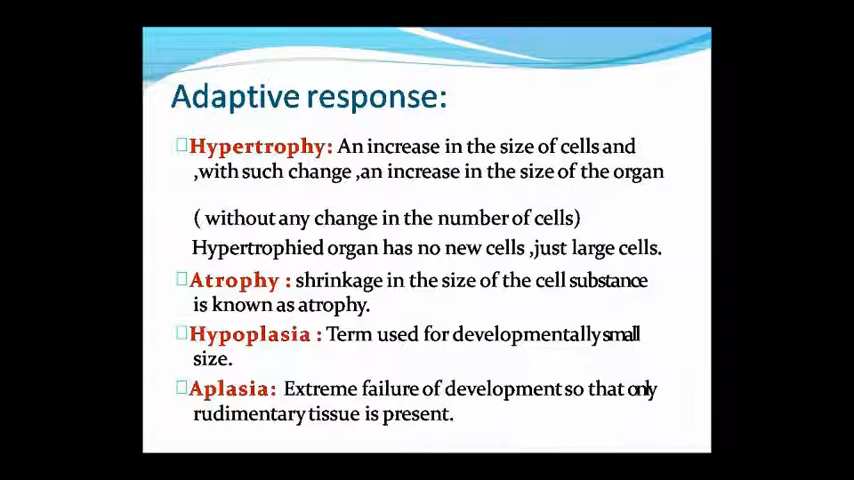 Adaptive response:
Hypertrophy: An increase in the size of cells and
,with such change ,an increase in the size of the organ
( without any change in the number of cells)
Hypertrophied organ has no new cells ,just large cells.
Atrophy : shrinkage in the size of the cell substance
is known as atrophy.
Hypoplasia : Term used for developmentally small
size.
Aplasia: Extreme failure of development so that only
rudimentary tissue is present.